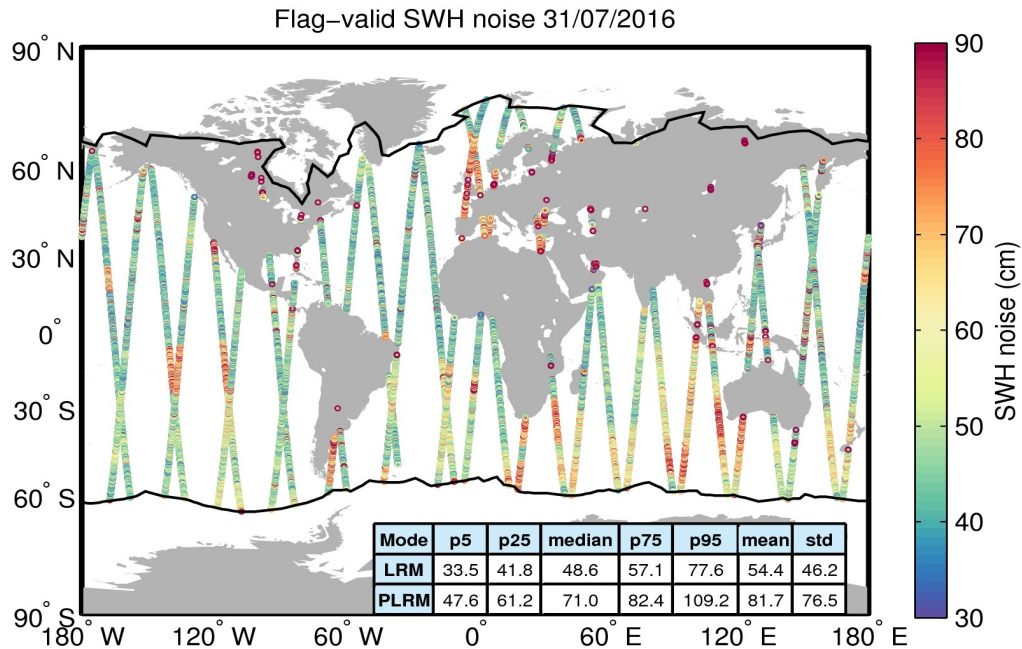 Flag−valid SWH noise 31/07/2016
90° N
60° N
30° N
0°
30° S
60° S
90° S
180° W
120° W
60° W
0°
60° E
120° E
180° E
Mode p5 p25 median p75 p95 mean std
LRM 33.5 41.8 48.6 57.1 77.6 54.4 46.2
PLRM 47.6 61.2 71.0 82.4 109.2 81.7 76.5
90
80
70
60
50
40
30
SWH noise (cm)